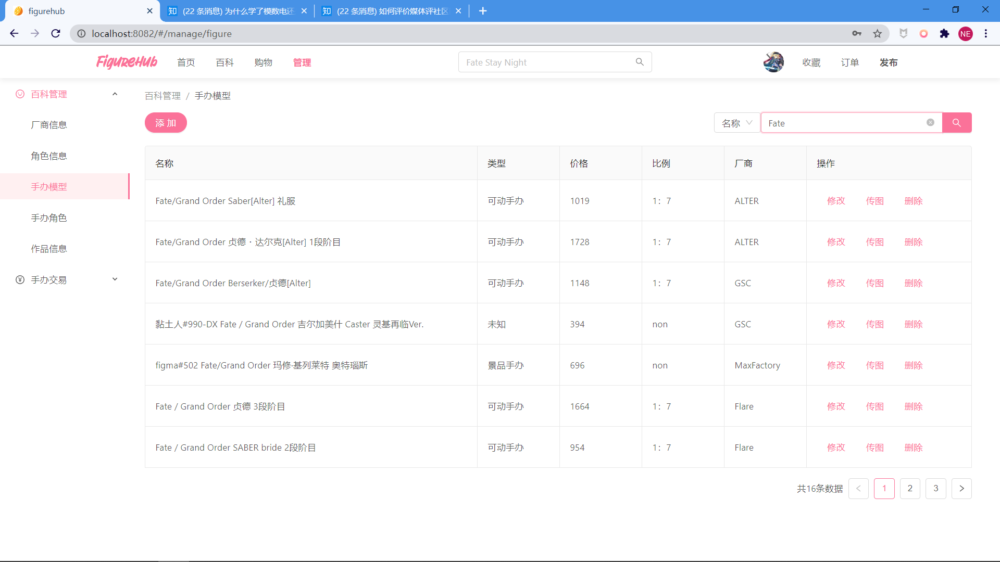 figurehub
知 (22 条消息) 为什么学了模数电还
知 (22 条消息) 如何评价媒体评社区
localhost:8082/#/manage/figure
NE
FigureHub 首页 百科 购物 管理
Fate Stay Night
收藏 订单 发布
百科管理
厂商信息
角色信息
手办模型
手办角色
作品信息
手办交易
百科管理 / 手办模型
添 加
名称 Fate
名称 类型 价格 比例 厂商 操作
Fate/Grand Order Saber[Alter] 礼服 可动手办 1019 1：7 ALTER 修改 传图 删除
Fate/Grand Order 贞德・达尔克[Alter] 1段阶目 可动手办 1728 1：7 ALTER 修改 传图 删除
Fate/Grand Order Berserker/贞德[Alter] 可动手办 1148 1：7 GSC 修改 传图 删除
黏土人#990-DX Fate / Grand Order 吉尔加美什 Caster 灵基再临Ver. 未知 394 non GSC 修改 传图 删除
figma#502 Fate/Grand Order 玛修·基列莱特 奥特瑙斯 景品手办 696 non MaxFactory 修改 传图 删除
Fate / Grand Order 贞德 3段阶目 可动手办 1664 1：7 Flare 修改 传图 删除
Fate / Grand Order SABER bride 2段阶目 可动手办 954 1：7 Flare 修改 传图 删除
共16条数据 < 1 2 3 >